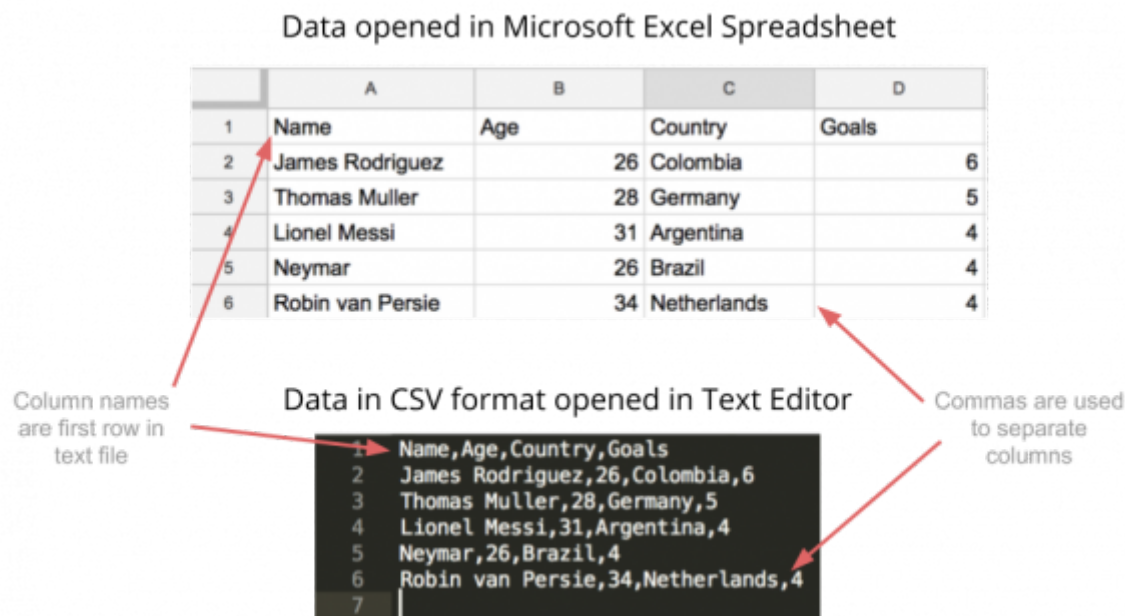 Data opened in Microsoft Excel Spreadsheet
A B C D
1 Name Age Country Goals
2 James Rodriguez 26 Colombia 6
3 Thomas Muller 28 Germany 5
4 Lionel Messi 31 Argentina 4
5 Neymar 26 Brazil 4
6 Robin van Persie 34 Netherlands 4
Column names
are first row in
text file
Data in CSV format opened in Text Editor
Commas are used
to separate
columns
1 Name,Age,Country,Goals
2 James Rodriguez,26,Colombia,6
3 Thomas Muller,28,Germany,5
4 Lionel Messi,31,Argentina,4
5 Neymar,26,Brazil,4
6 Robin van Persie,34,Netherlands,4
7